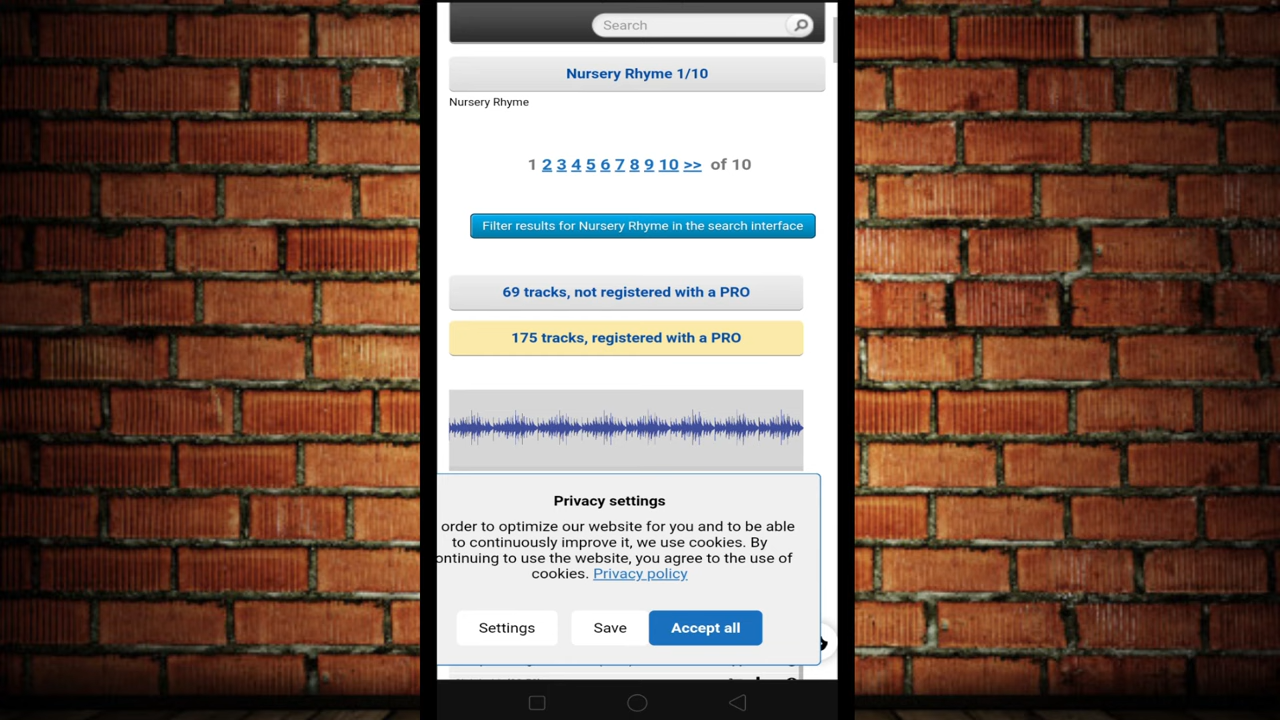 Search
Nursery Rhyme 1/10
Nursery Rhyme
1 2 3 4 5 6 7 8 9 10 >> of 10
Filter results for Nursery Rhyme in the search interface
69 tracks, not registered with a PRO
175 tracks, registered with a PRO
Privacy settings
order to optimize our website for you and to be able
to continuously improve it, we use cookies. By
ontinuing to use the website, you agree to the use of
cookies. Privacy policy
Settings Save Accept all